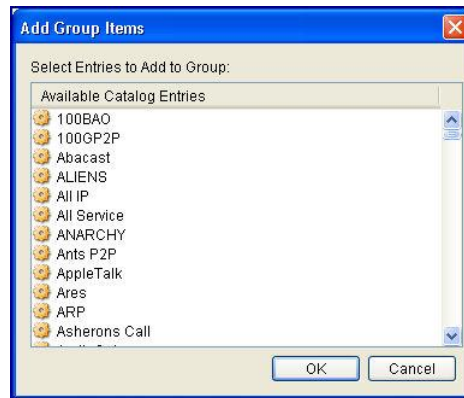 Add Group Items
Select Entries to Add to Group:
Available Catalog Entries
100BAO
100GP2P
Abacast
ALIENS
All IP
All Service
ANARCHY
Ants P2P
AppleTalk
Ares
ARP
Asherons Call
OK Cancel